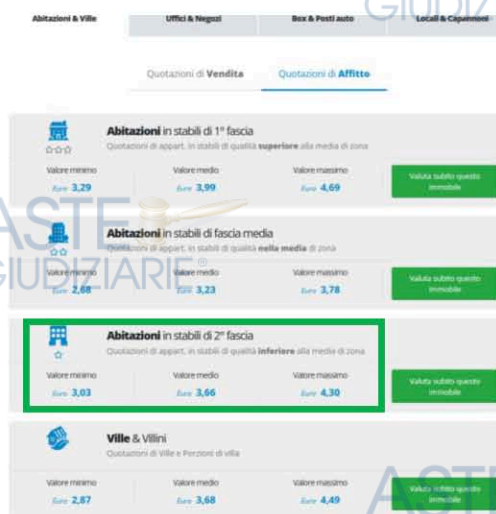 GIUDIZ
Abitazioni & Ville
Uffici & Negozi
Box & Posti auto
Locali & Capannoni
Quotazioni di Vendita
Quotazioni di Affitto
Abitazioni in stabili di 1° fascia
Quotazioni di appart. in stabili di qualità superiore alla media di zona
Valore minimo
Valore medio
Valore massimo
Euro 3,29
Euro 3,99
Euro 4,69
Valuta subito questo
immobile
Abitazioni in stabili di fascia media
Quotazioni di appart. in stabili di qualità nella media di zona
Valore minimo
Valore medio
Valore massimo
Euro 2,68
Euro 3,23
Euro 3,78
Valuta subito questo
immobile
ASTE
GIUDIZIARIE®
Abitazioni in stabili di 2° fascia
Quotazioni di appart. in stabili di qualità inferiore alla media di zona
Valore minimo
Valore medio
Valore massimo
Euro 3,03
Euro 3,66
Euro 4,30
Valuta subito questo
immobile
Ville & Villini
Quotazioni di Ville e Porzioni di villa
Valore minimo
Valore medio
Valore massimo
Euro 2,87
Euro 3,68
Euro 4,49
Valuta subito questo
immobile
ASTE